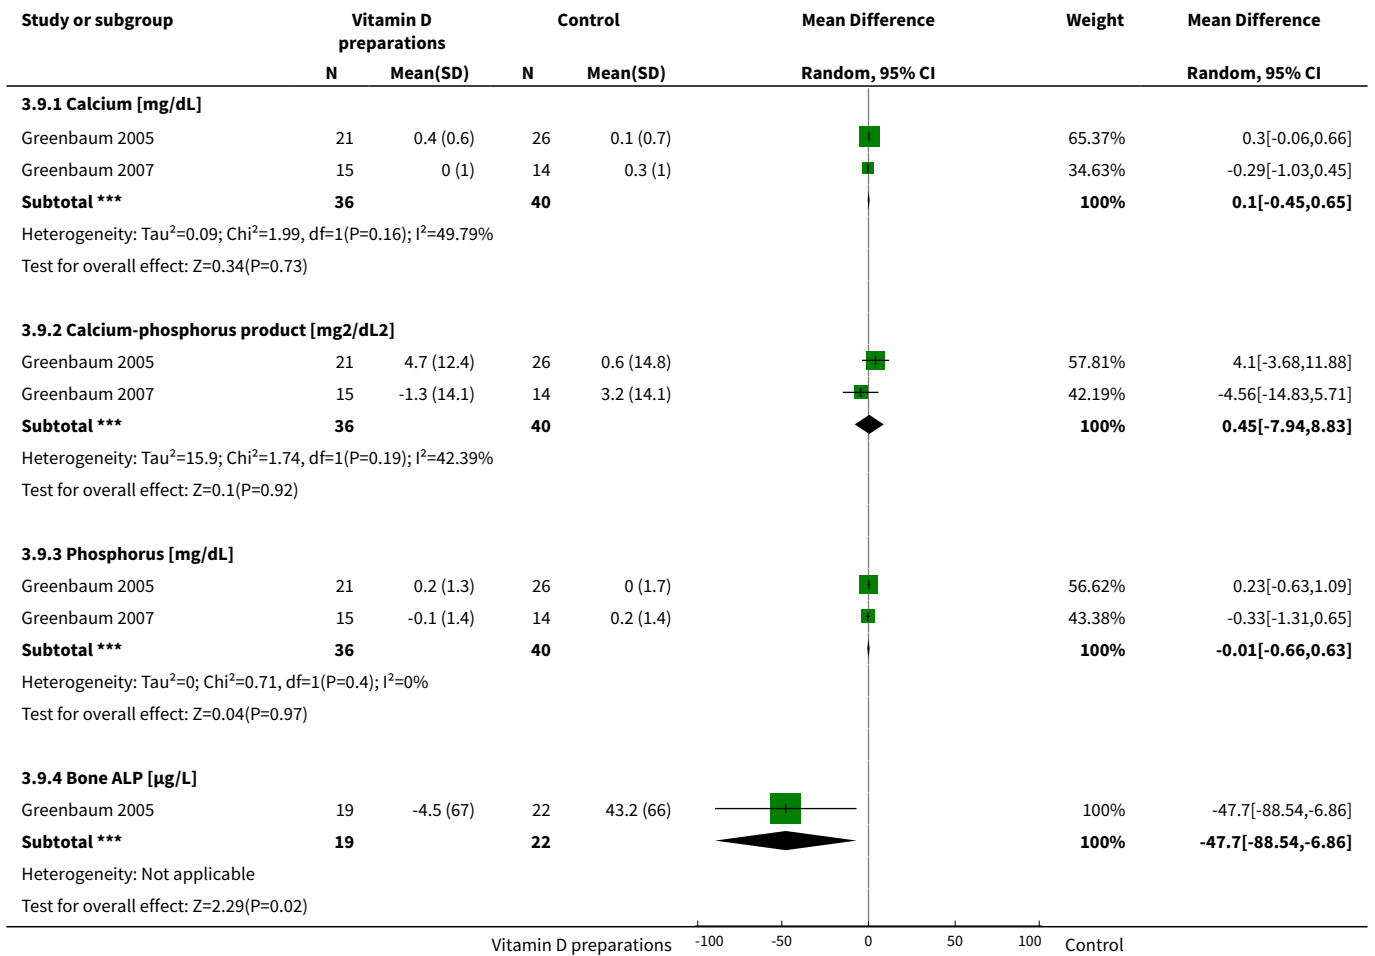 Study or subgroup Vitamin D preparations Control Mean Difference Weight Mean Difference
N Mean(SD) N Mean(SD) Random, 95% CI Random, 95% CI
3.9.1 Calcium [mg/dL]
Greenbaum 2005 21 0.4 (0.6) 26 0.1 (0.7) 65.37% 0.3[-0.06,0.66]
Greenbaum 2007 15 0 (1) 14 0.3 (1) 34.63% -0.29[-1.03,0.45]
Subtotal *** 36 40 100% 0.1[-0.45,0.65]
Heterogeneity: Tau²=0.09; Chi²=1.99, df=1(P=0.16); I²=49.79%
Test for overall effect: Z=0.34(P=0.73)
3.9.2 Calcium-phosphorus product [mg2/dL2]
Greenbaum 2005 21 4.7 (12.4) 26 0.6 (14.8) 57.81% 4.1[-3.68,11.88]
Greenbaum 2007 15 -1.3 (14.1) 14 3.2 (14.1) 42.19% -4.56[-14.83,5.71]
Subtotal *** 36 40 100% 0.45[-7.94,8.83]
Heterogeneity: Tau²=15.9; Chi²=1.74, df=1(P=0.19); I²=42.39%
Test for overall effect: Z=0.1(P=0.92)
3.9.3 Phosphorus [mg/dL]
Greenbaum 2005 21 0.2 (1.3) 26 0 (1.7) 56.62% 0.23[-0.63,1.09]
Greenbaum 2007 15 -0.1 (1.4) 14 0.2 (1.4) 43.38% -0.33[-1.31,0.65]
Subtotal *** 36 40 100% -0.01[-0.66,0.63]
Heterogeneity: Tau²=0; Chi²=0.71, df=1(P=0.4); I²=0%
Test for overall effect: Z=0.04(P=0.97)
3.9.4 Bone ALP [µg/L]
Greenbaum 2005 19 -4.5 (67) 22 43.2 (66) 100% -47.7[-88.54,-6.86]
Subtotal *** 19 22 100% -47.7[-88.54,-6.86]
Heterogeneity: Not applicable
Test for overall effect: Z=2.29(P=0.02)
Vitamin D preparations -100 -50 0 50 100 Control